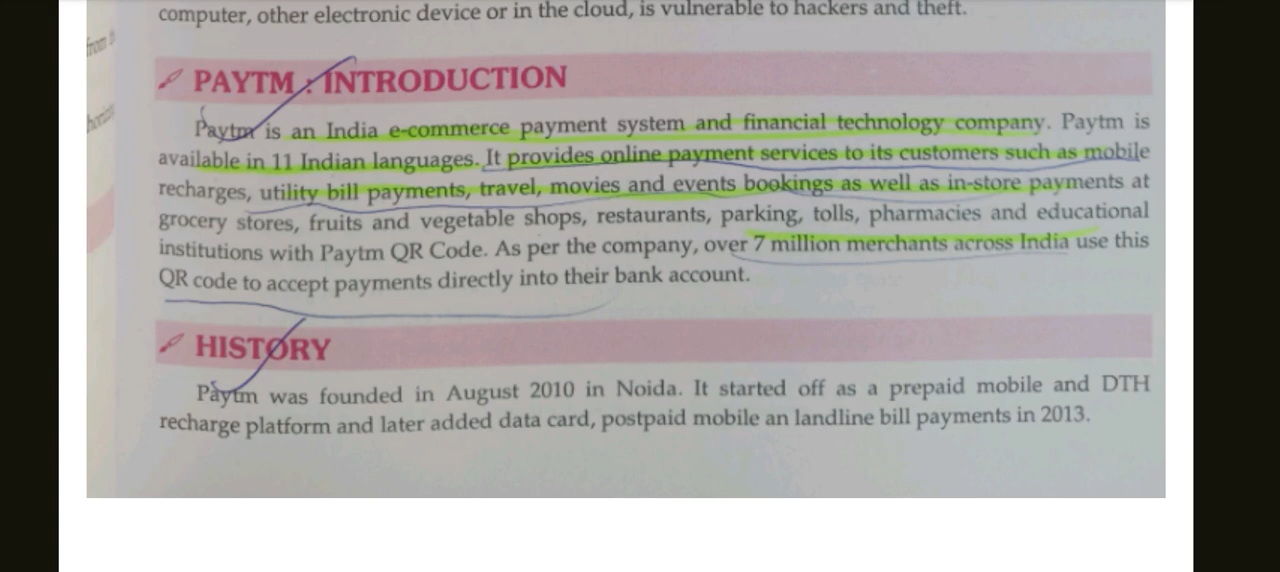 computer, other electronic device or in the cloud, is vulnerable to hackers and theft.
PAYTM : INTRODUCTION
Paytm is an India e-commerce payment system and financial technology company. Paytm is
available in 11 Indian languages. It provides online payment services to its customers such as mobile
recharges, utility bill payments, travel, movies and events bookings as well as in-store payments at
grocery stores, fruits and vegetable shops, restaurants, parking, tolls, pharmacies and educational
institutions with Paytm QR Code. As per the company, over 7 million merchants across India use this
QR code to accept payments directly into their bank account.
HISTORY
Paytm was founded in August 2010 in Noida. It started off as a prepaid mobile and DTH
recharge platform and later added data card, postpaid mobile an landline bill payments in 2013.